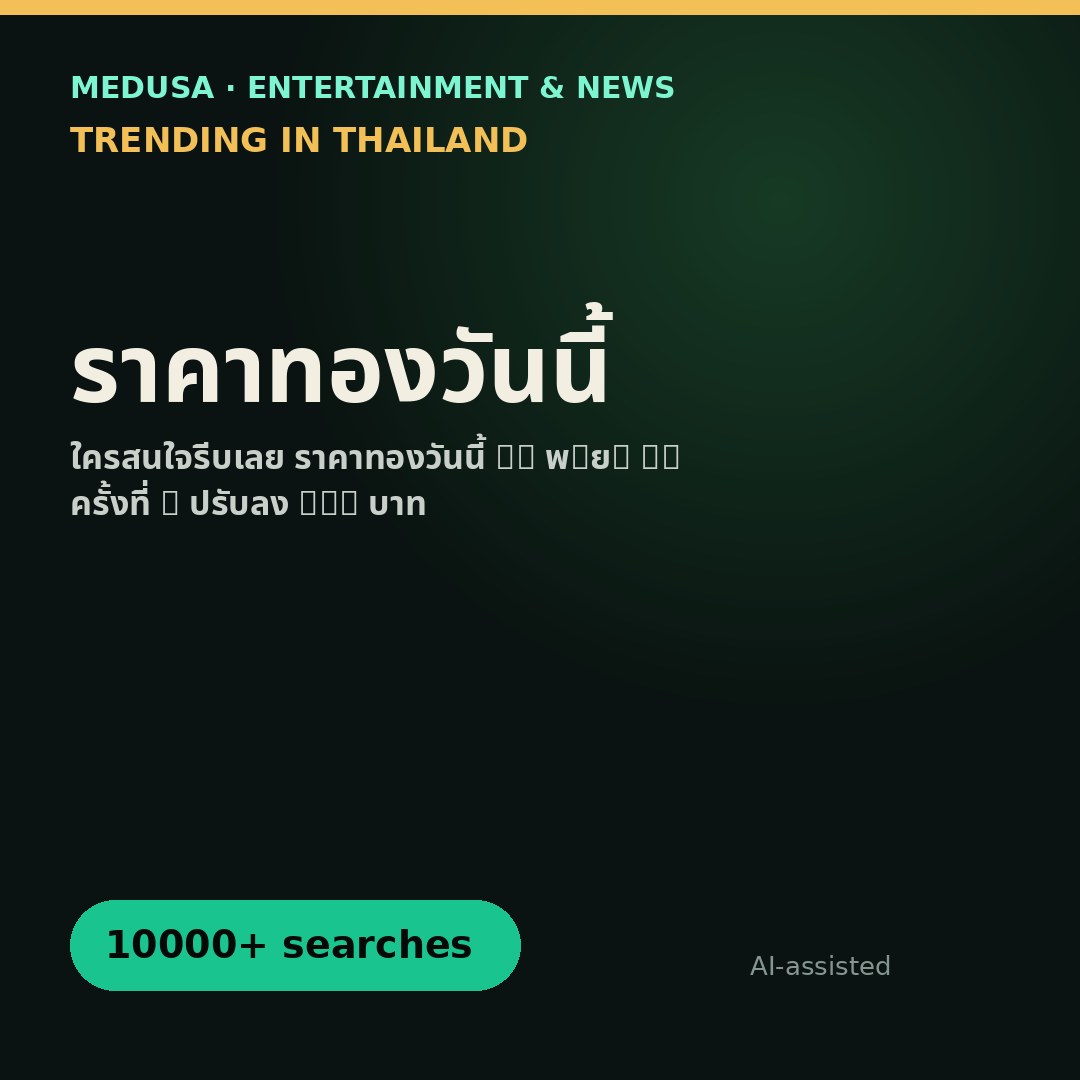 MEDUSA · ENTERTAINMENT & NEWS
TRENDING IN THAILAND
ราคาทองวันนี้
ใครสนใจรีบเลย ราคาทองวันนี้
ครั้งที่ ปรับลง บาท
10000+ searches
AI-assisted